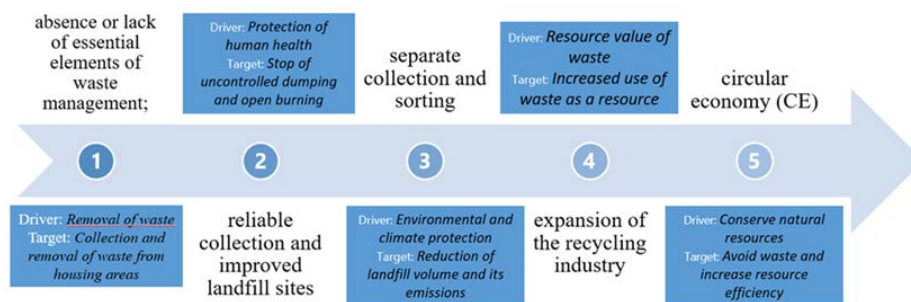 absence or lack
of essential
elements of
waste
management;
Driver: Protection of
human health
Target: Stop of
uncontrolled dumping
and open burning
separate
collection and
sorting
Driver: Resource value of
waste
Target: Increased use of
waste as a resource
circular
economy (CE)
1
2
3
4
5
Driver: Removal of waste
Target: Collection and
removal of waste from
housing areas
reliable
collection and
improved
landfill sites
Driver: Environmental and
climate protection
Target: Reduction of
landfill volume and its
emissions
expansion of
the recycling
industry
Driver: Conserve natural
resources
Target: Avoid waste and
increase resource
efficiency